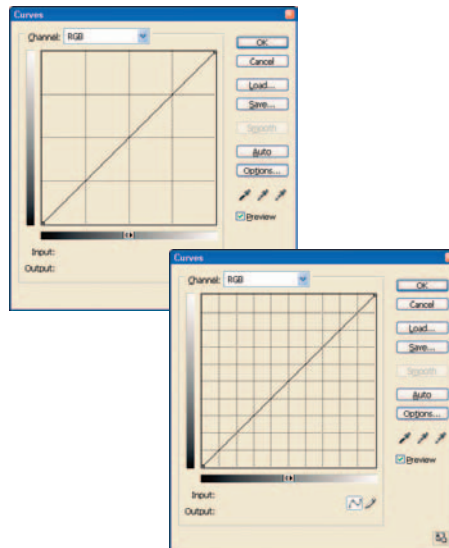 Curves
Channel: RGB
OK
Cancel
Load...
Save...
Smooth
Auto
Options...
Preview
Input:
Output:
Curves
Channel: RGB
OK
Cancel
Load...
Save...
Smooth
Auto
Options...
Preview
Input:
Output: